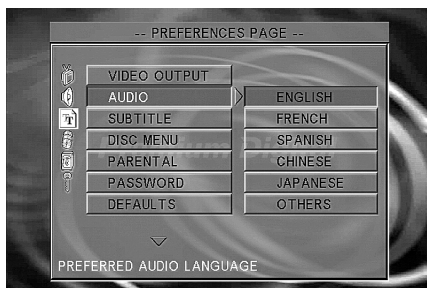 -- PREFERENCES PAGE --
VIDEO OUTPUT
AUDIO
SUBTITLE
DISC MENU
PARENTAL
PASSWORD
DEFAULTS
ENGLISH
FRENCH
SPANISH
CHINESE
JAPANESE
OTHERS
PREFERRED AUDIO LANGUAGE